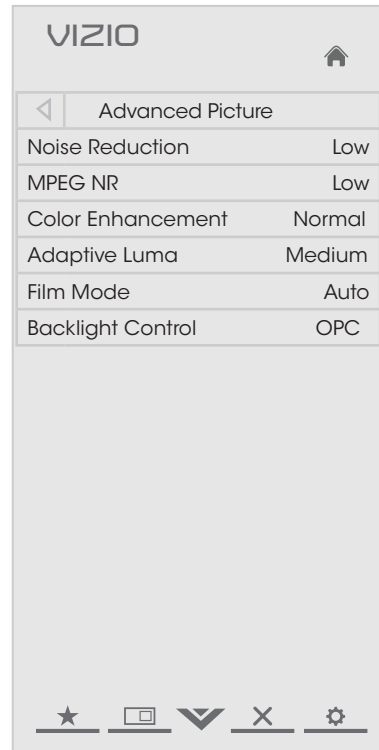 VIZIO
Advanced Picture
Noise Reduction Low
MPEG NR Low
Color Enhancement Normal
Adaptive Luma Medium
Film Mode Auto
Backlight Control OPC